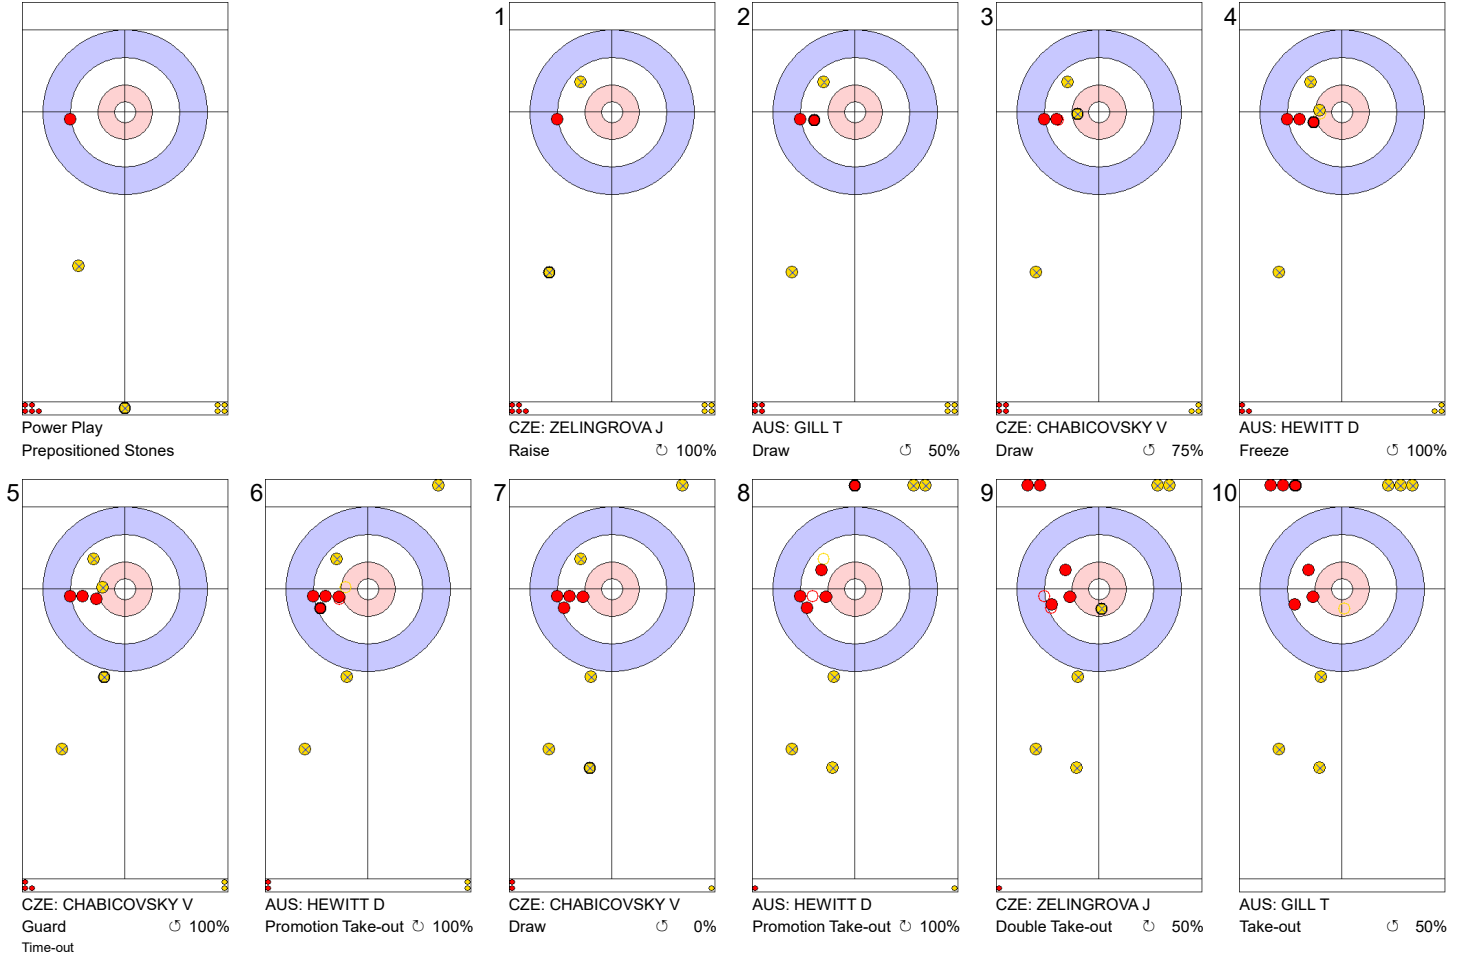 Power Play
Prepositioned Stones
1
CZE: ZELINGROVA J
Raise ↻ 100%
2
AUS: GILL T
Draw ↺ 50%
3
CZE: CHABICOVSKY V
Draw ↺ 75%
4
AUS: HEWITT D
Freeze ↺ 100%
5
CZE: CHABICOVSKY V
Guard ↺ 100%
Time-out
6
AUS: HEWITT D
Promotion Take-out ↻ 100%
7
CZE: CHABICOVSKY V
Draw ↺ 0%
8
AUS: HEWITT D
Promotion Take-out ↻ 100%
9
CZE: ZELINGROVA J
Double Take-out ↻ 50%
10
AUS: GILL T
Take-out ↺ 50%